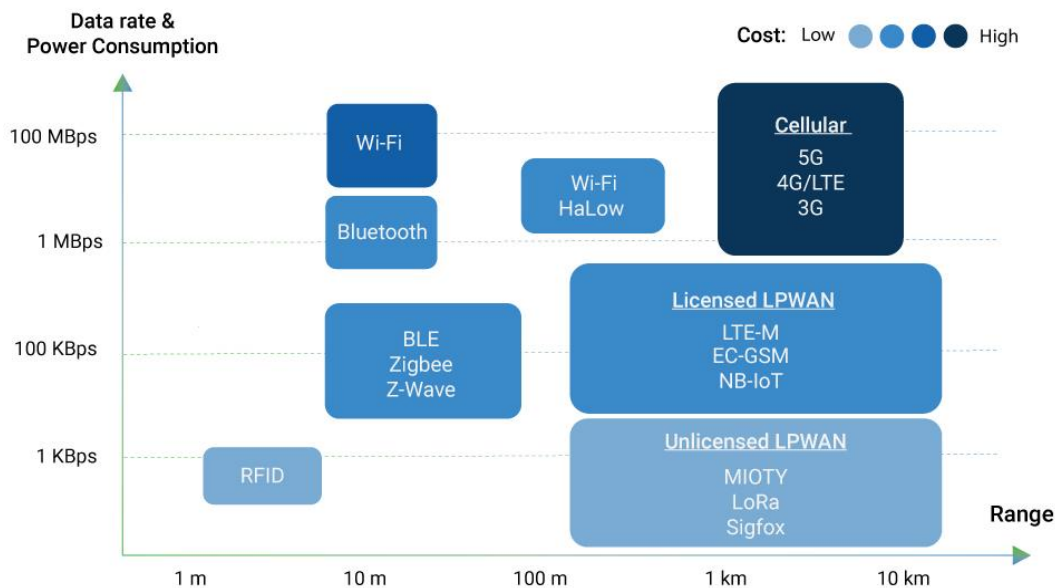 Data rate &
Power Consumption
Cost: Low High
100 MBps
Wi-Fi
Cellular
5G
4G/LTE
3G
Wi-Fi
HaLow
Bluetooth
1 MBps
Licensed LPWAN
LTE-M
EC-GSM
NB-IoT
BLE
Zigbee
Z-Wave
100 KBps
Unlicensed LPWAN
MIOTY
LoRa
Sigfox
1 KBps
RFID
Range
1 m 10 m 100 m 1 km 10 km